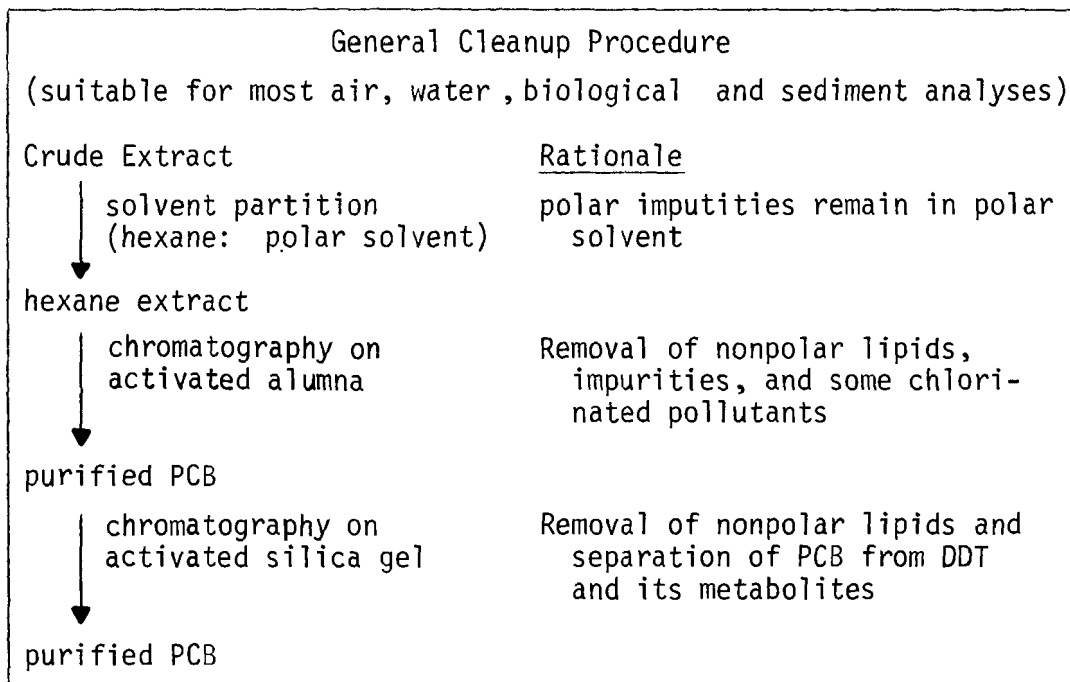 General Cleanup Procedure
(suitable for most air, water, biological and sediment analyses)
Crude Extract Rationale
solvent partition polar imputities remain in polar
(hexane: polar solvent) solvent
hexane extract
chromatography on Removal of nonpolar lipids,
activated alumna impurities, and some chlori-
nated pollutants
purified PCB
chromatography on Removal of nonpolar lipids and
activated silica gel separation of PCB from DDT
and its metabolites
purified PCB